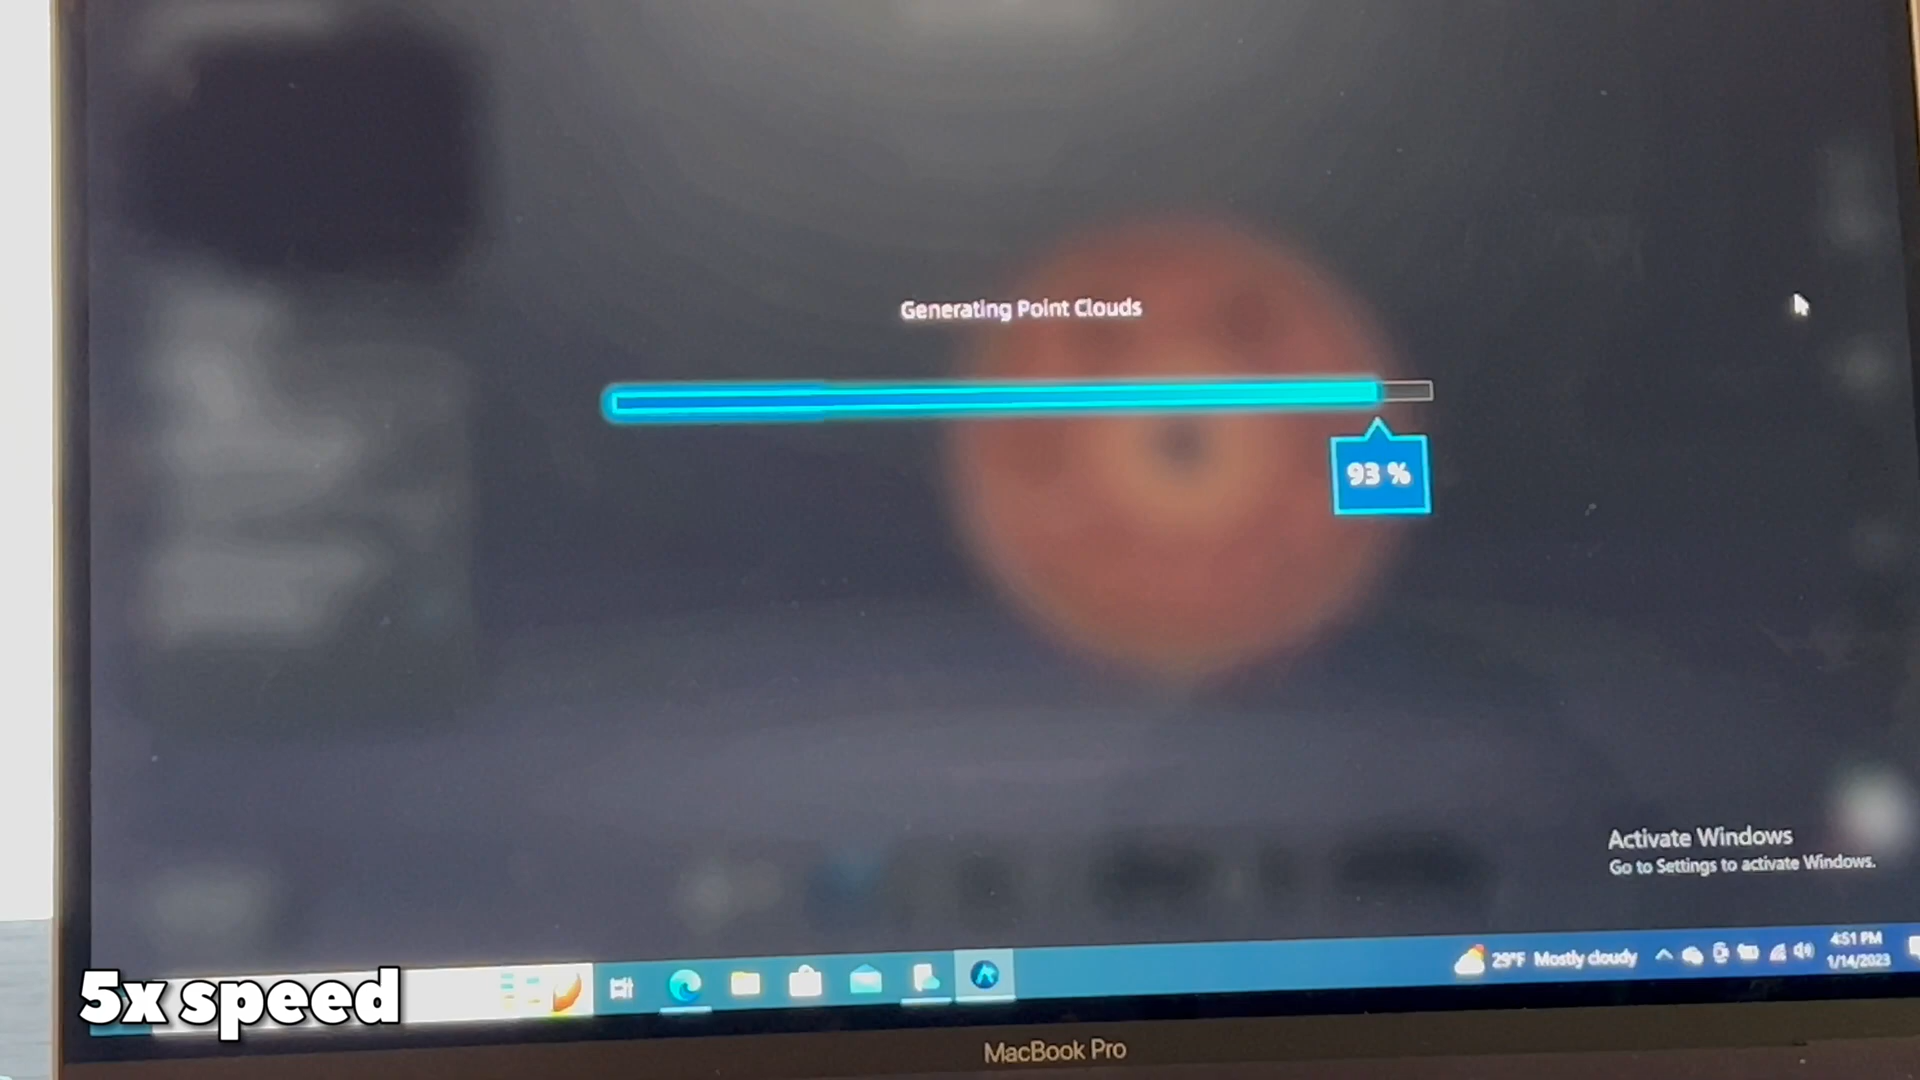 Generating Point Clouds
93 %
Activate Windows
Go to Settings to activate Windows.
29°F Mostly cloudy
4:51 PM
1/14/2023
5x speed
MacBook Pro